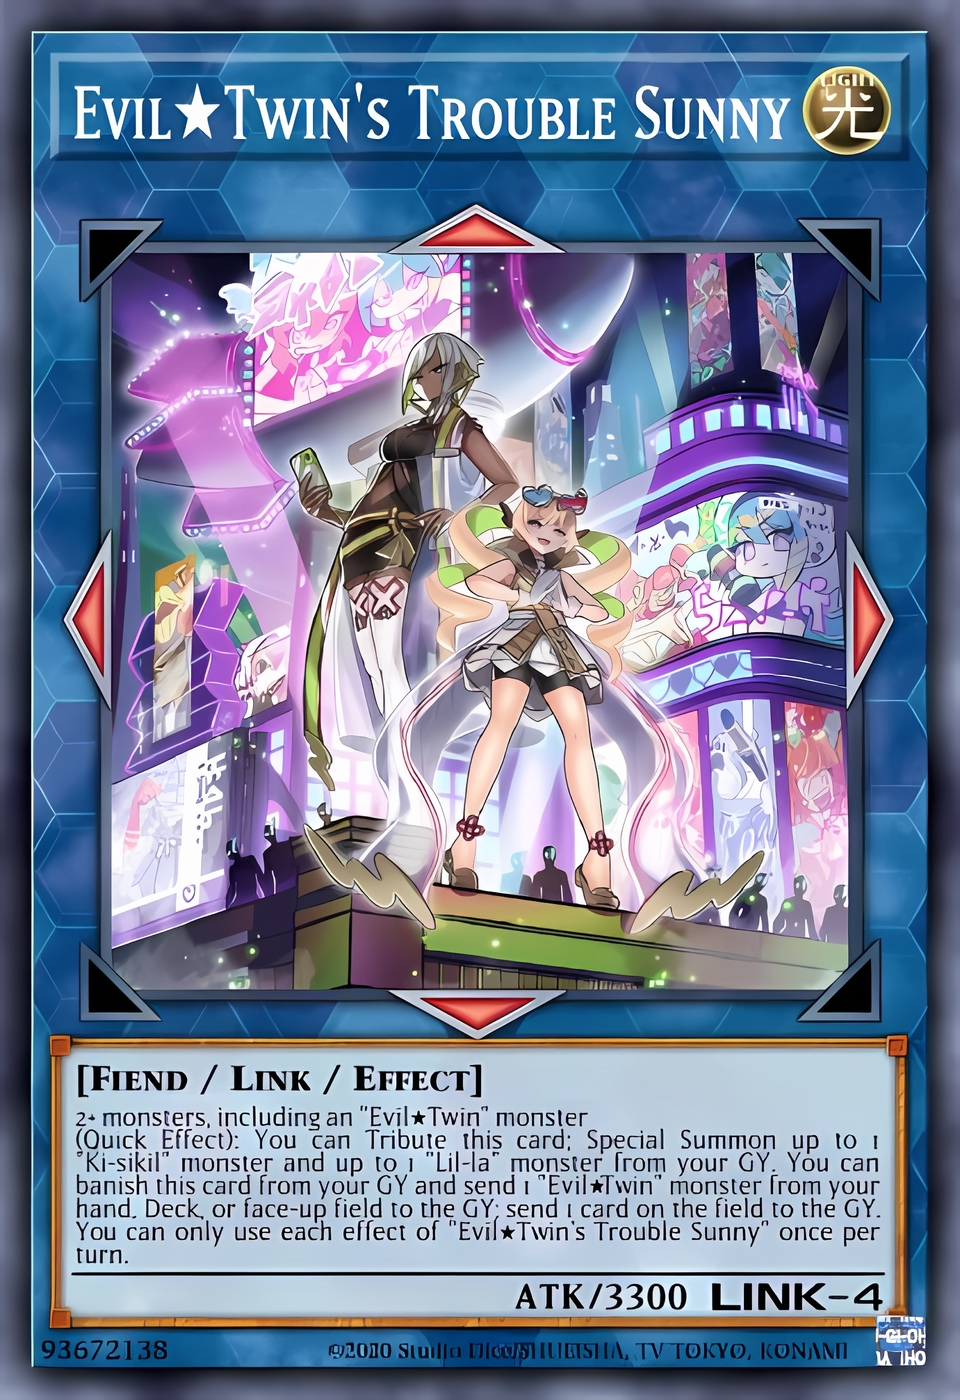 EVIL★TWIN'S TROUBLE SUNNY
光
[FIEND / LINK / EFFECT]
2+ monsters, including an "Evil★Twin" monster
(Quick Effect): You can Tribute this card; Special Summon up to 1
"Ki-sikil" monster and up to 1 "Lil-la" monster from your GY. You can
banish this card from your GY and send 1 "Evil★Twin" monster from your
hand, Deck, or face-up field to the GY; send 1 card on the field to the GY.
You can only use each effect of "Evil★Twin's Trouble Sunny" once per
turn.
ATK/3300 LINK-4
93672138
©2020 Studio TV TOKYO, KONAMI